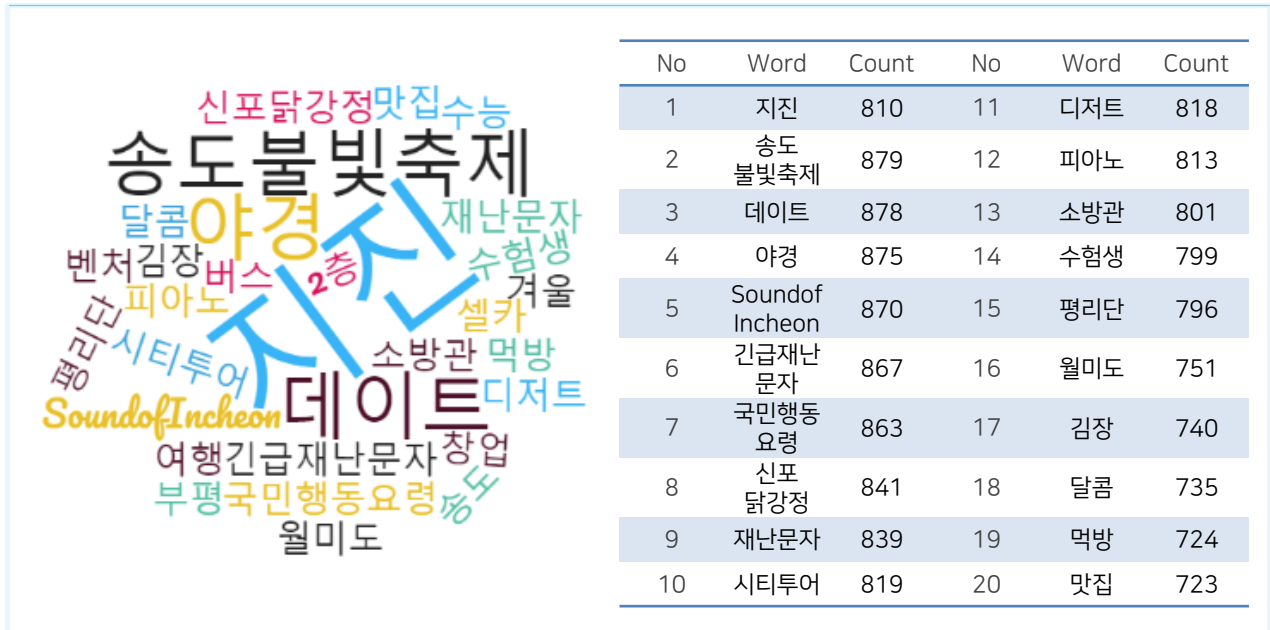 신포닭강정 맛집 수능
송도불빛축제
달콤 야경 재난문자
벤처 김장 버스 2층 지진 수험생
겨울
평리단 피아노 셀카
시티투어 소방관 먹방
SoundofIncheon 데이트 디저트
여행 긴급재난문자 창업
부평 국민행동요령 송도
월미도
No Word Count No Word Count
1 지진 810 11 디저트 818
2 송도 불빛축제 879 12 피아노 813
3 데이트 878 13 소방관 801
4 야경 875 14 수험생 799
5 Soundof Incheon 870 15 평리단 796
6 긴급재난 문자 867 16 월미도 751
7 국민행동 요령 863 17 김장 740
8 신포 닭강정 841 18 달콤 735
9 재난문자 839 19 먹방 724
10 시티투어 819 20 맛집 723